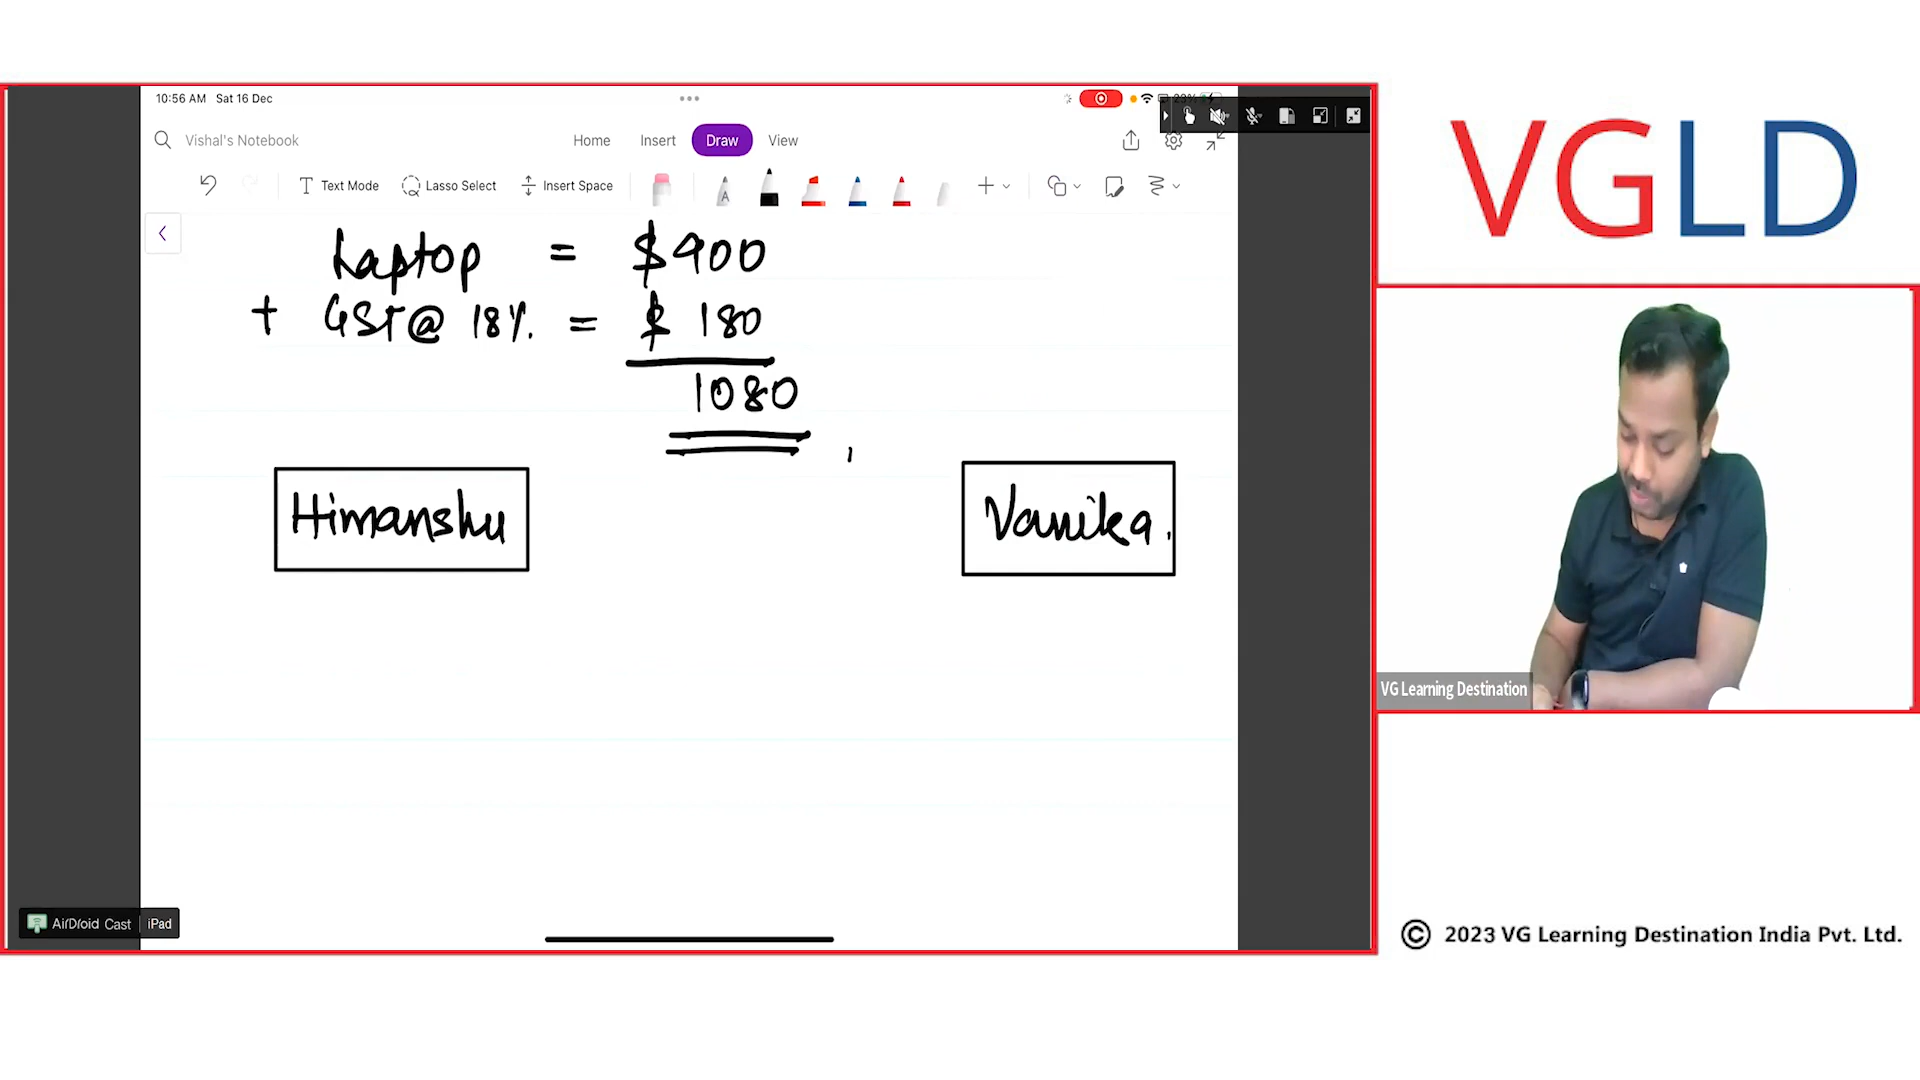 10:56 AM Sat 16 Dec
23%
Vishal's Notebook
Home Insert Draw View
Text Mode Lasso Select Insert Space
Laptop = $900
+ GST@ 18% = $ 180
1080
Himanshu
Vanika.
AirDroid Cast iPad
VGLD
VG Learning Destination
© 2023 VG Learning Destination India Pvt. Ltd.